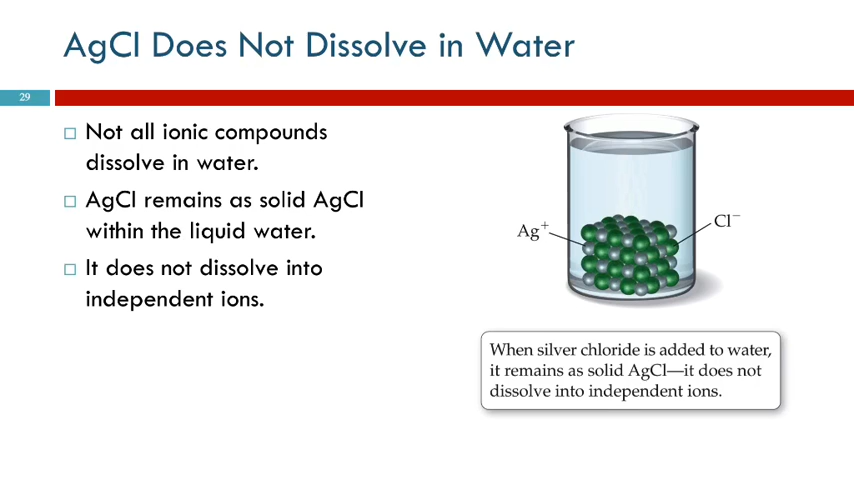 AgCl Does Not Dissolve in Water
29
Not all ionic compounds
dissolve in water.
AgCl remains as solid AgCl
within the liquid water.
It does not dissolve into
independent ions.
Ag⁺
Cl⁻
When silver chloride is added to water,
it remains as solid AgCl—it does not
dissolve into independent ions.